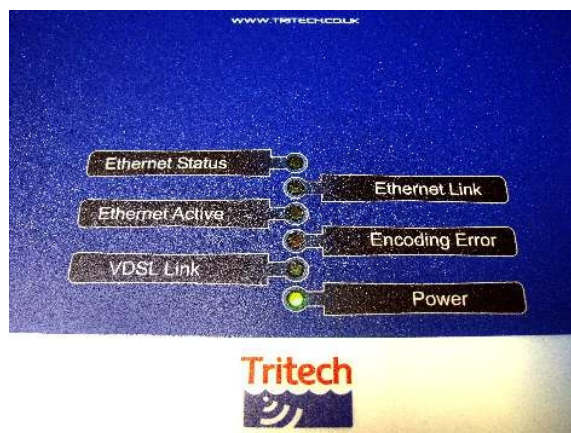 WWW.TRITECH.CO.UK
Ethernet Status
Ethernet Link
Ethernet Active
Encoding Error
VDSL Link
Power
Tritech